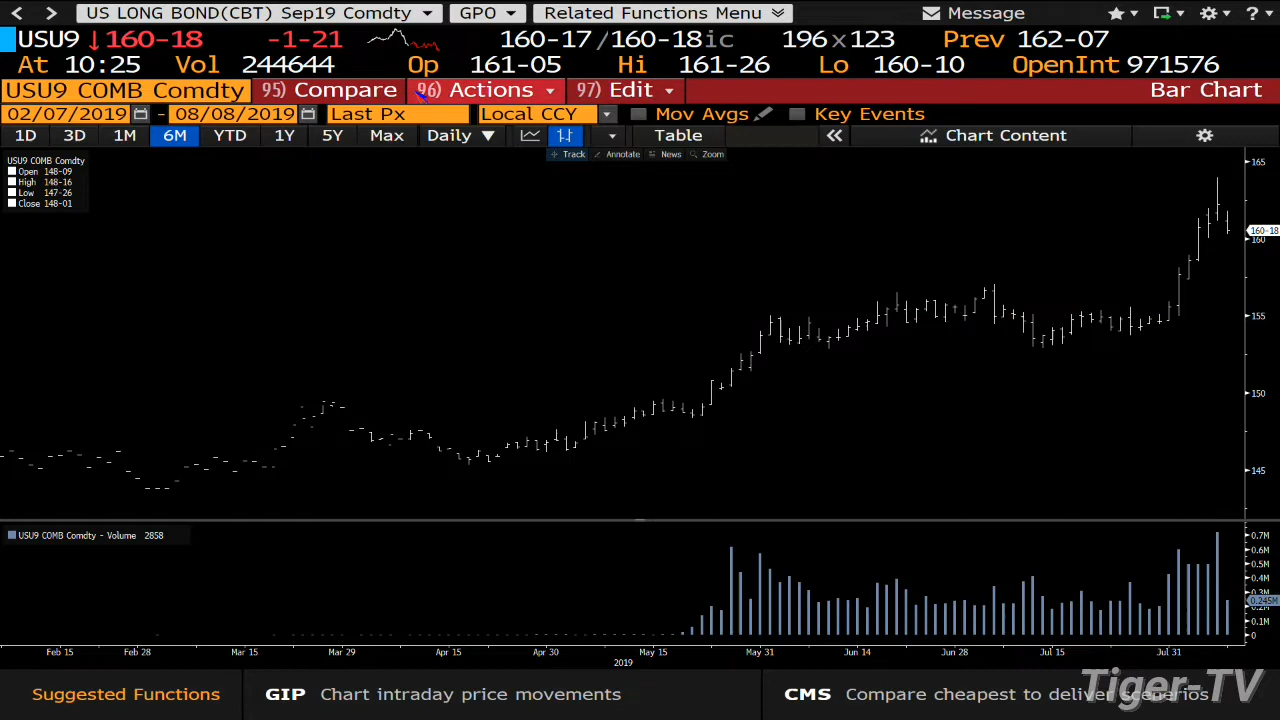 US LONG BOND(CBT) Sep19 Comdty GPO Related Functions Menu Message
USU9 ↓160-18 -1-21 160-17/160-18ic 196x123 Prev 162-07
At 10:25 Vol 244644 Op 161-05 Hi 161-26 Lo 160-10 OpenInt 971576
USU9 COMB Comdty 95) Compare 96) Actions 97) Edit Bar Chart
02/07/2019 - 08/08/2019 Last Px Local CCY Mov Avgs Key Events
1D 3D 1M 6M YTD 1Y 5Y Max Daily ▼ Table « Chart Content
Track Annotate News Zoom
USU9 COMB Comdty
Open 148-09
High 148-16
Low 147-26
Close 148-01
165
160-18
160
155
150
145
USU9 COMB Comdty - Volume 2858
0.7M
0.6M
0.5M
0.4M
0.3M
0.245M
0.2M
0.1M
0
Feb 15 Feb 28 Mar 15 Mar 29 Apr 15 Apr 30 May 15 May 31 Jun 14 Jun 28 Jul 15 Jul 31
2019
Suggested Functions GIP Chart intraday price movements CMS Compare cheapest to deliver scenarios
Tiger-TV